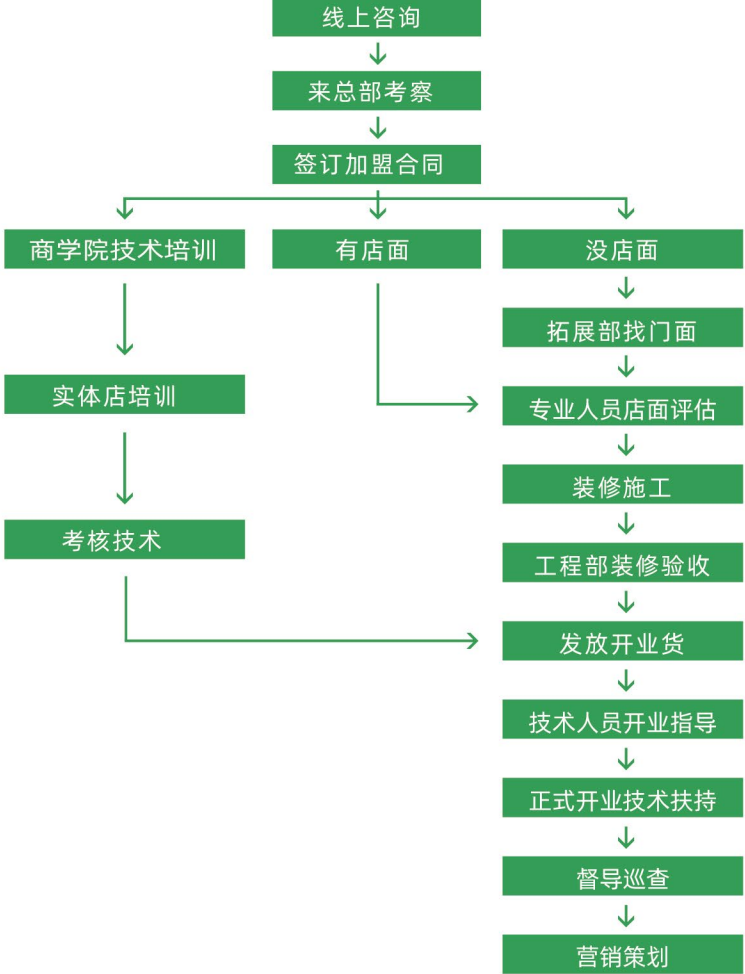 线上咨询
来总部考察
签订加盟合同
商学院技术培训
有店面
没店面
拓展部找门面
实体店培训
专业人员店面评估
装修施工
考核技术
工程部装修验收
发放开业货
技术人员开业指导
正式开业技术扶持
督导巡查
营销策划